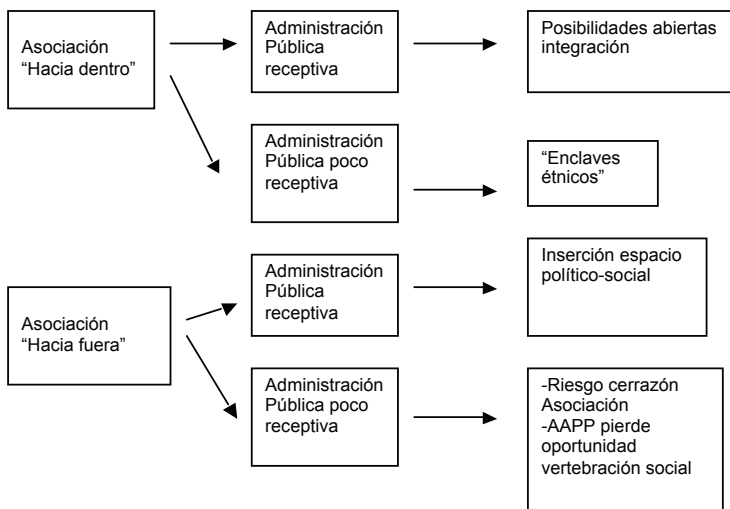 Asociación
“Hacia dentro”
Administración
Pública
receptiva
Posibilidades abiertas
integración
Administración
Pública poco
receptiva
“Enclaves
étnicos”
Asociación
“Hacia fuera”
Administración
Pública
receptiva
Inserción espacio
político-social
Administración
Pública poco
receptiva
-Riesgo cerrazón
Asociación
-AAPP pierde
oportunidad
vertebración social